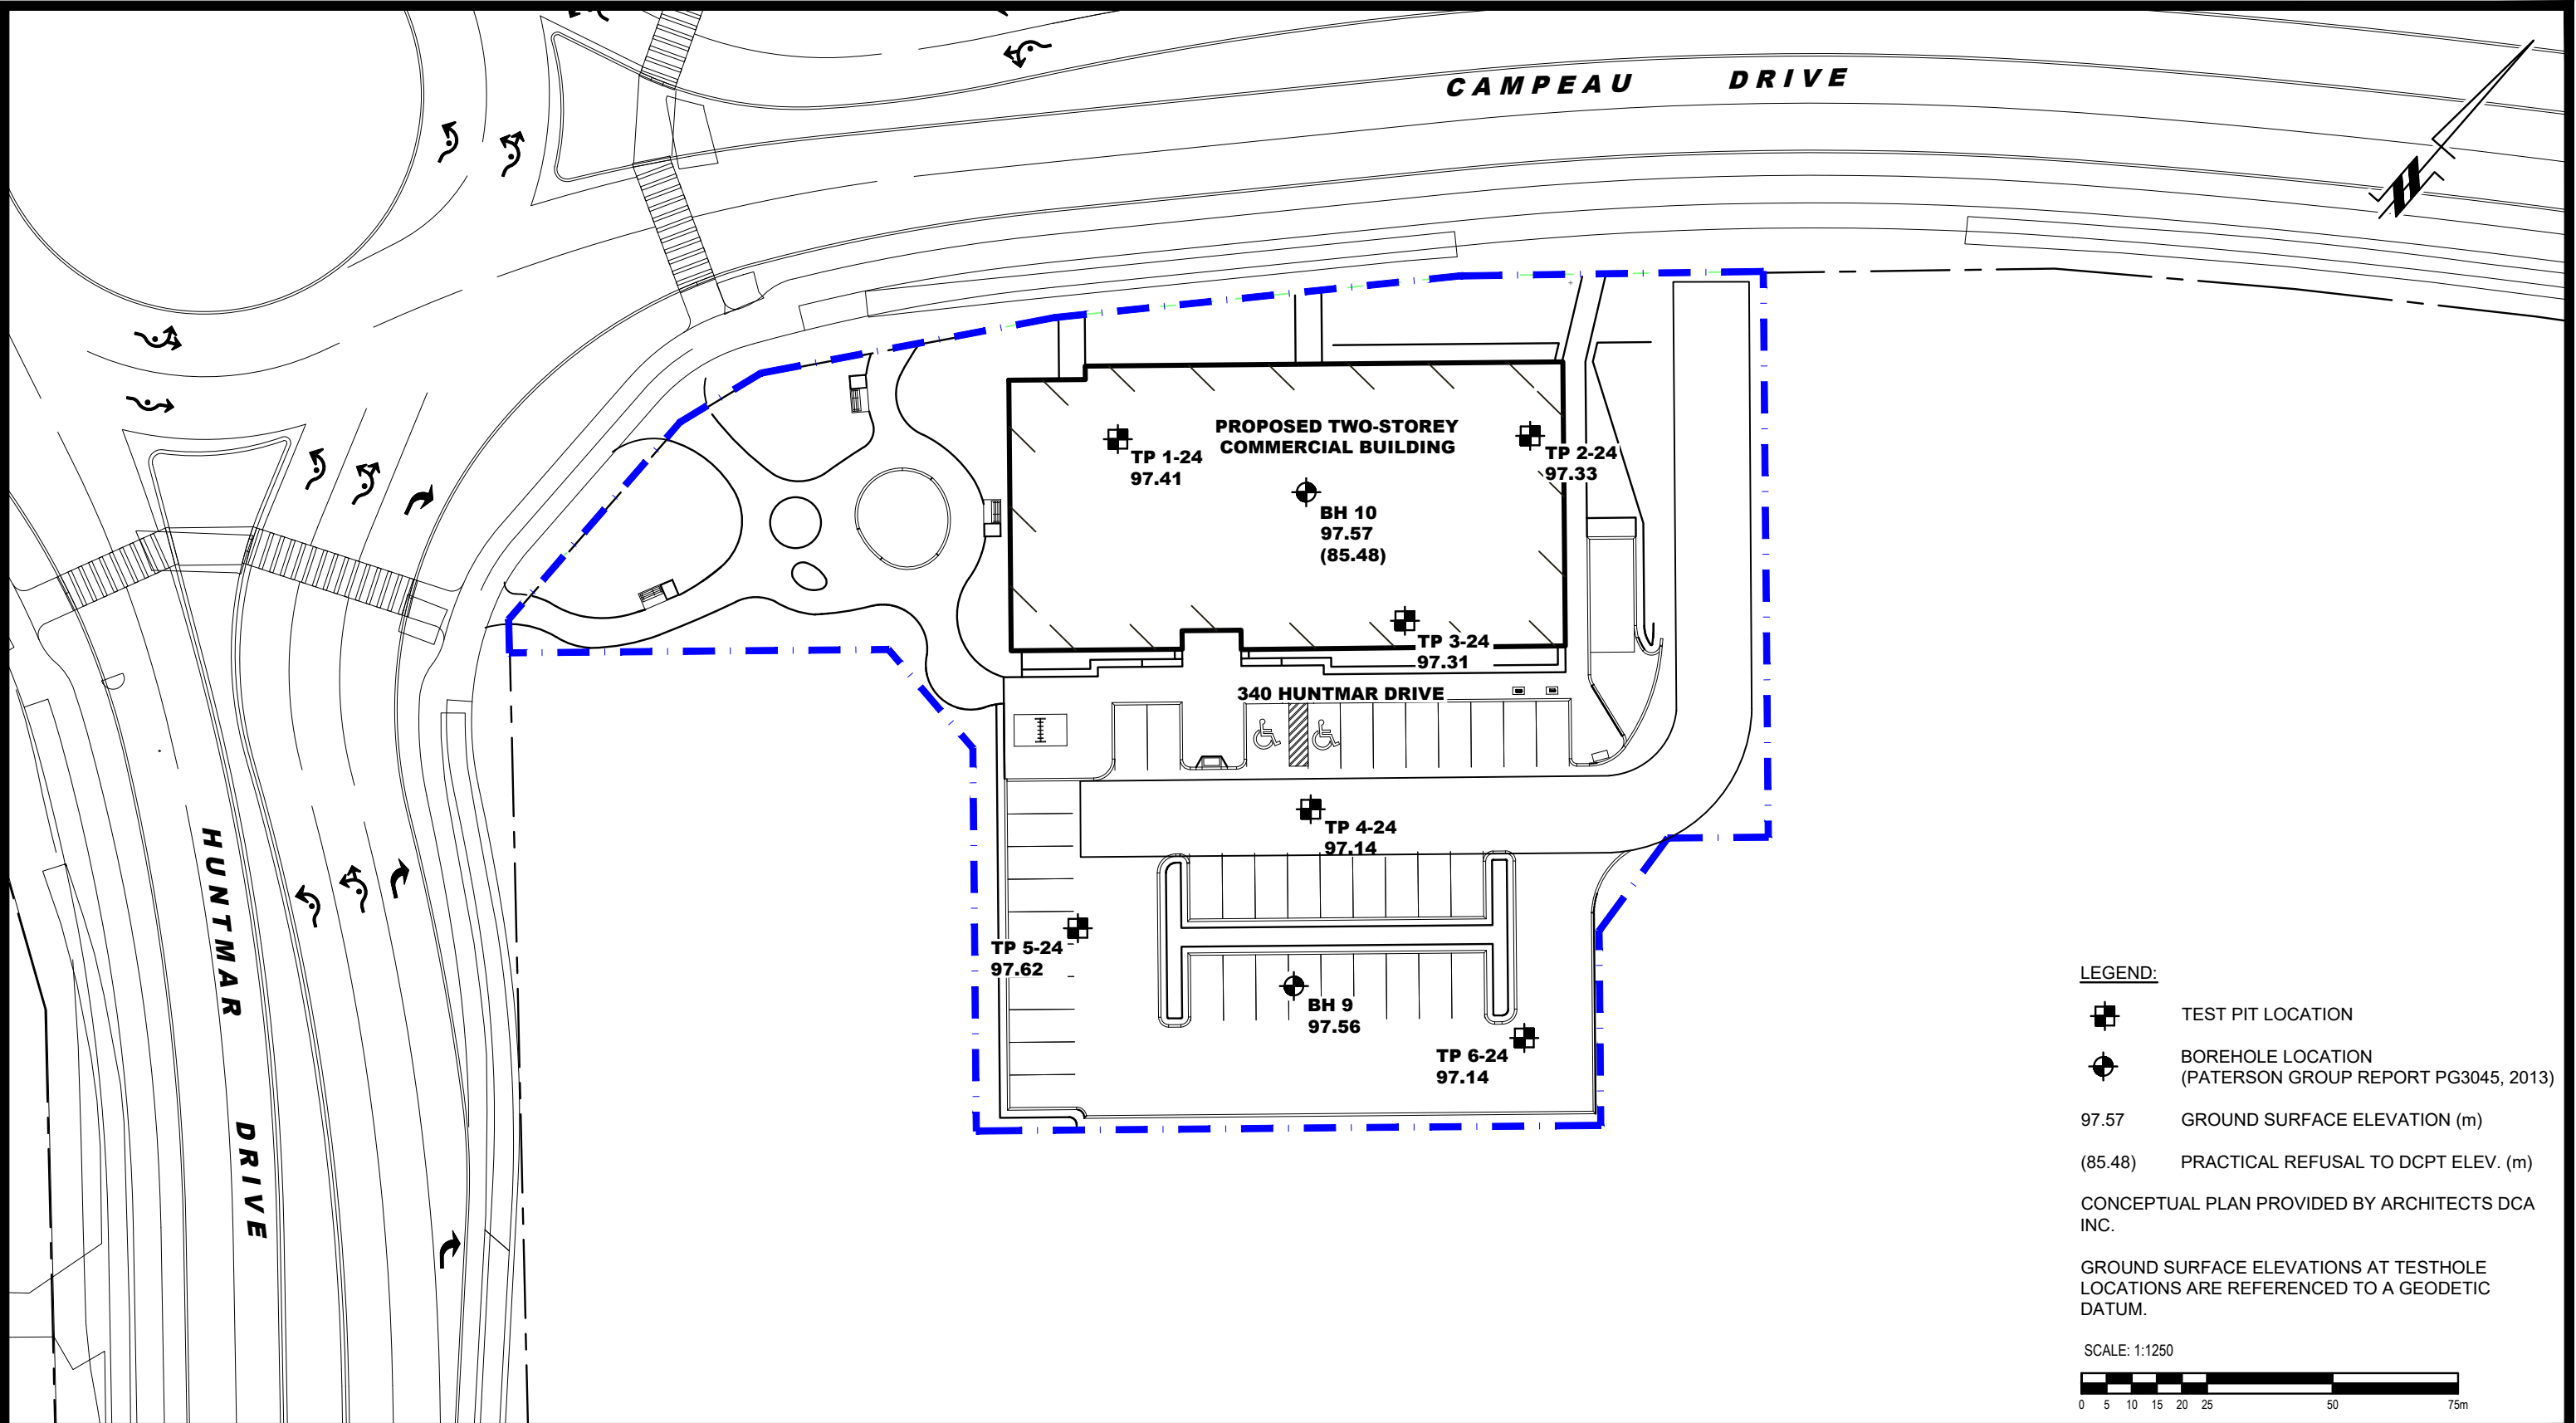 CAMPEAU DRIVE
PROPOSED TWO-STOREY
COMMERCIAL BUILDING
TP 1-24
97.41
TP 2-24
97.33
BH 10
97.57
(85.48)
TP 3-24
97.31
340 HUNTMAR DRIVE
TP 4-24
97.14
TP 5-24
97.62
BH 9
97.56
TP 6-24
97.14
HUNTMAR DRIVE
LEGEND:
TEST PIT LOCATION
BOREHOLE LOCATION
(PATERSON GROUP REPORT PG3045, 2013)
97.57 GROUND SURFACE ELEVATION (m)
(85.48) PRACTICAL REFUSAL TO DCPT ELEV. (m)
CONCEPTUAL PLAN PROVIDED BY ARCHITECTS DCA
INC.
GROUND SURFACE ELEVATIONS AT TESTHOLE
LOCATIONS ARE REFERENCED TO A GEODETIC
DATUM.
SCALE: 1:1250
0 5 10 15 20 25 50 75m